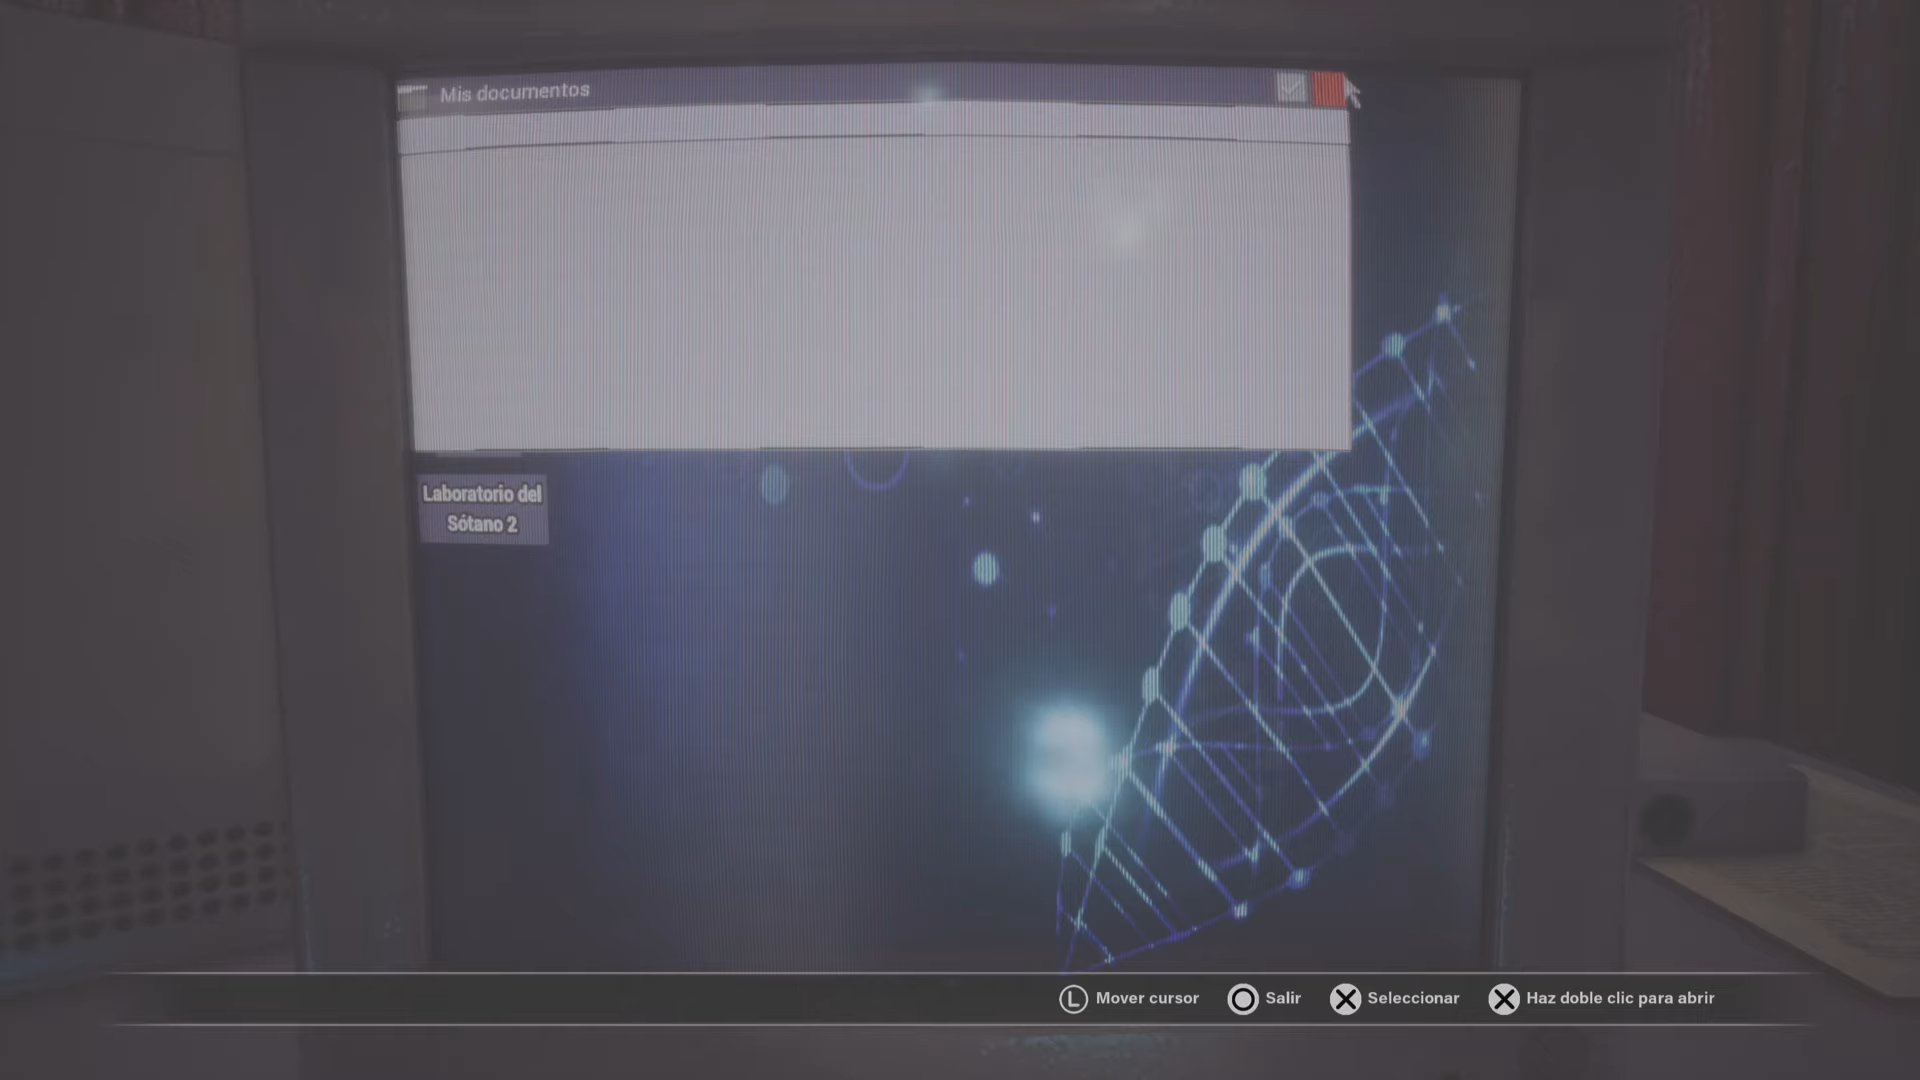 Mis documentos
Laboratorio del
Sótano 2
L Mover cursor Salir Seleccionar Haz doble clic para abrir